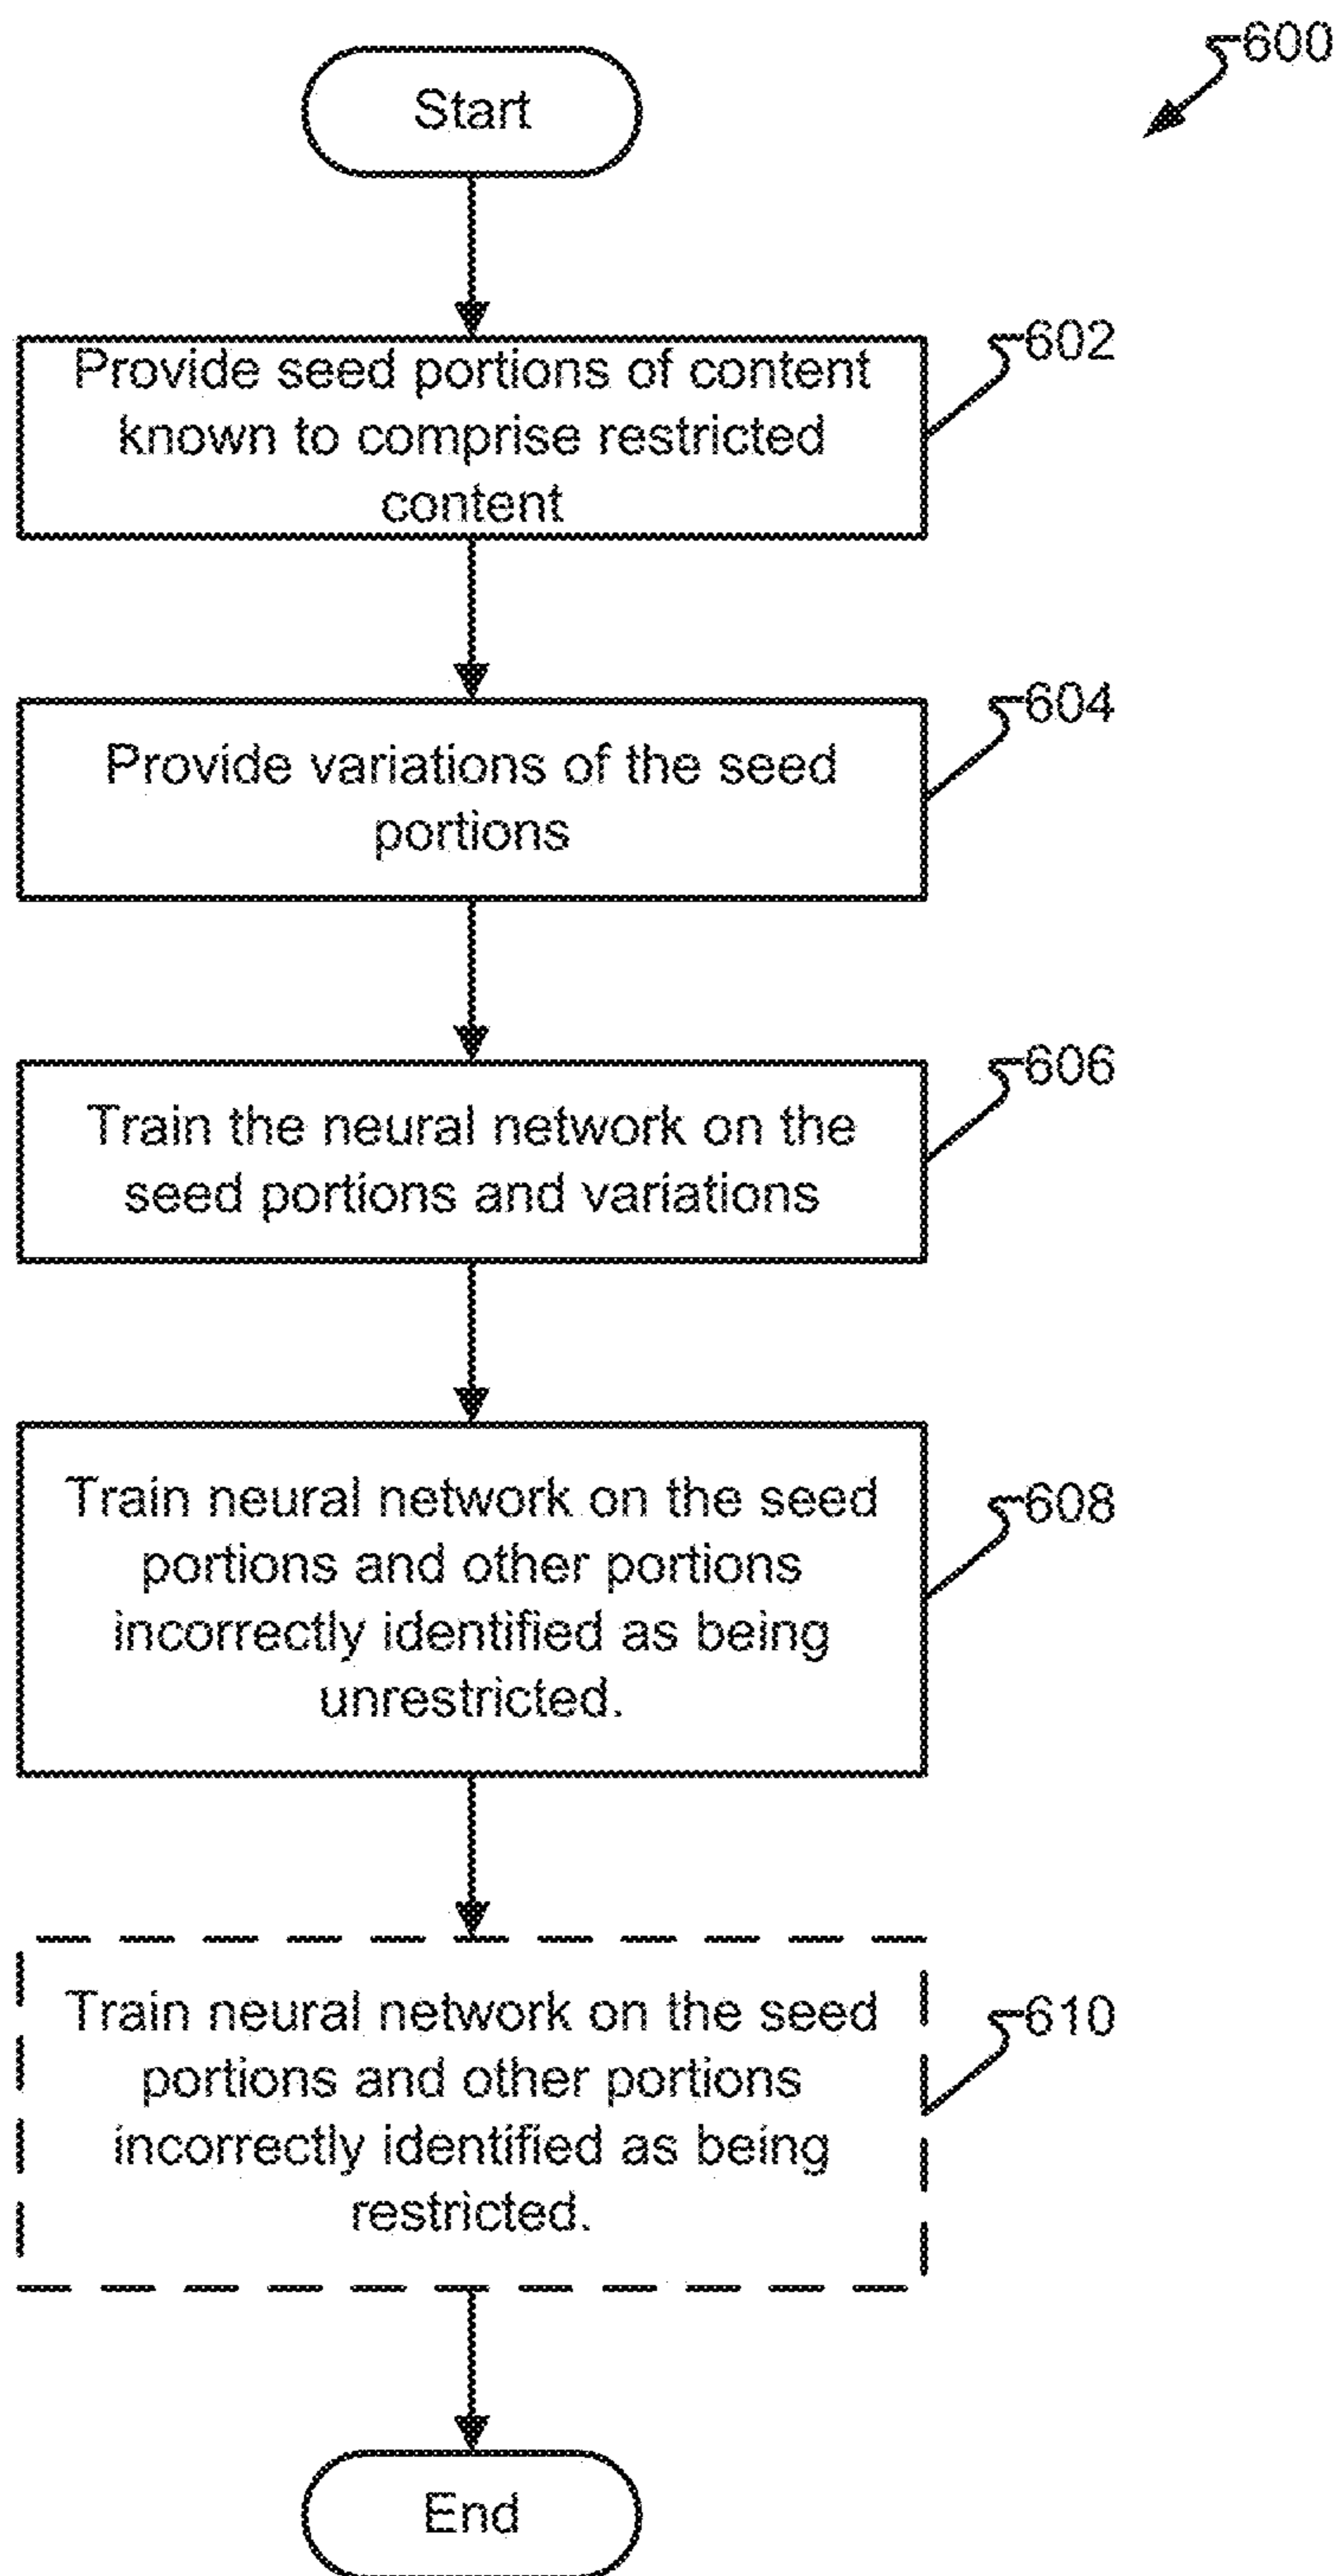 600
Start
Provide seed portions of content
known to comprise restricted
content
602
Provide variations of the seed
portions
604
Train the neural network on the
seed portions and variations
606
Train neural network on the seed
portions and other portions
incorrectly identified as being
unrestricted.
608
Train neural network on the seed
portions and other portions
incorrectly identified as being
restricted.
610
End